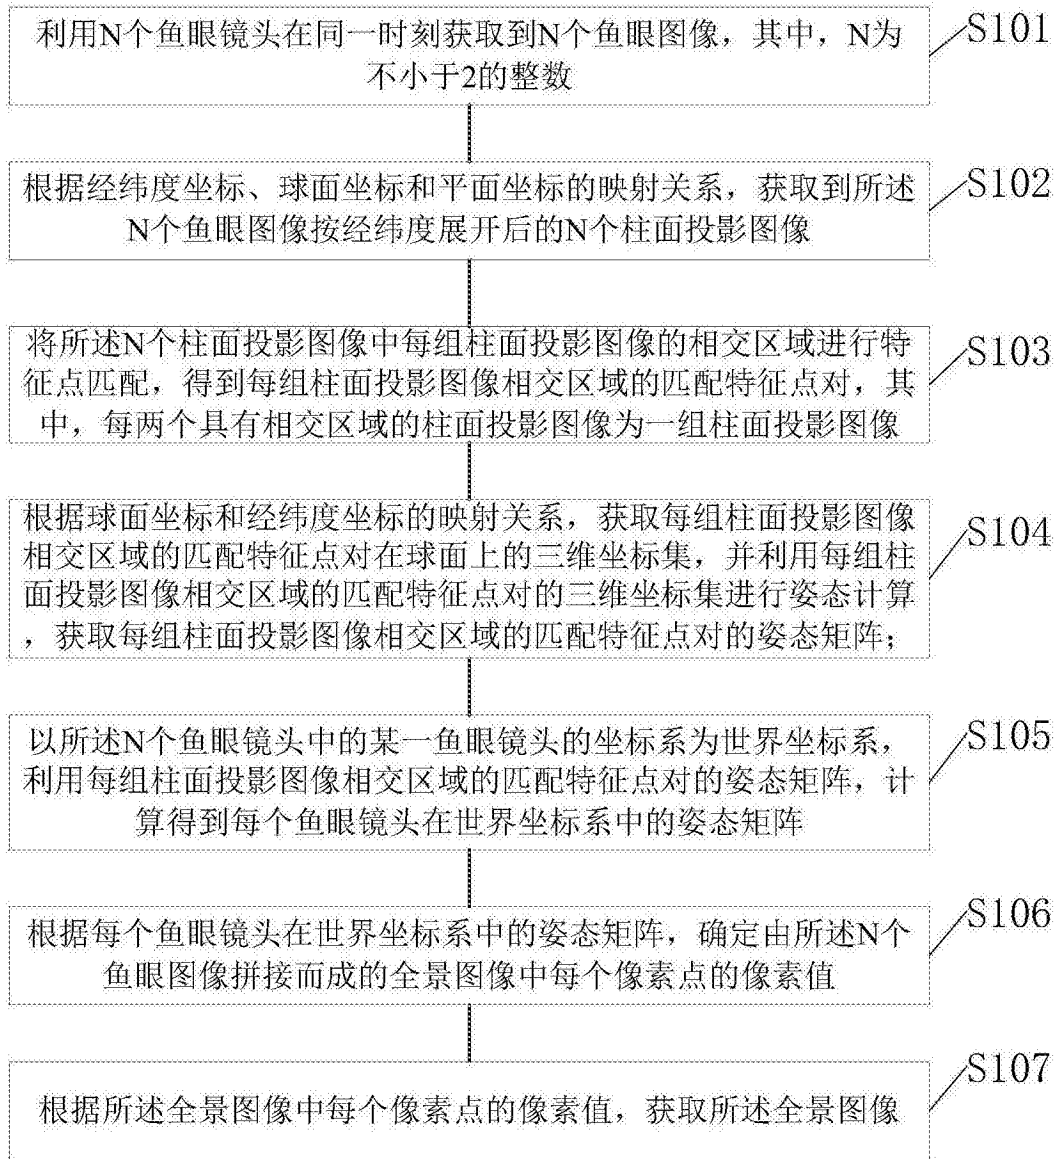 利用N个鱼眼镜头在同一时刻获取到N个鱼眼图像，其中，N为
不小于2的整数
S101
根据经纬度坐标、球面坐标和平面坐标的映射关系，获取到所述
N个鱼眼图像按经纬度展开后的N个柱面投影图像
S102
将所述N个柱面投影图像中每组柱面投影图像的相交区域进行特
征点匹配，得到每组柱面投影图像相交区域的匹配特征点对，其
中，每两个具有相交区域的柱面投影图像为一组柱面投影图像
S103
根据球面坐标和经纬度坐标的映射关系，获取每组柱面投影图像
相交区域的匹配特征点对在球面上的三维坐标集，并利用每组柱
面投影图像相交区域的匹配特征点对的三维坐标集进行姿态计算
，获取每组柱面投影图像相交区域的匹配特征点对的姿态矩阵；
S104
以所述N个鱼眼镜头中的某一鱼眼镜头的坐标系为世界坐标系，
利用每组柱面投影图像相交区域的匹配特征点对的姿态矩阵，计
算得到每个鱼眼镜头在世界坐标系中的姿态矩阵
S105
根据每个鱼眼镜头在世界坐标系中的姿态矩阵，确定由所述N个
鱼眼图像拼接而成的全景图像中每个像素点的像素值
S106
根据所述全景图像中每个像素点的像素值，获取所述全景图像
S107